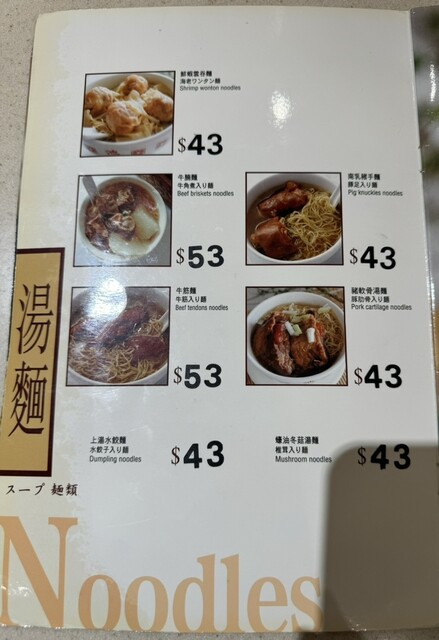 鮮蝦雲吞麵
海老ワンタン麺
Shrimp wonton noodles
$43
牛腩麵
牛角煮入り麺
Beef briskets noodles
$53
南乳豬手麵
豚足入り麺
Pig knuckles noodles
$43
牛筋麵
牛筋入り麺
Beef tendons noodles
$53
豬軟骨湯麵
豚肋骨入り麺
Pork cartilage noodles
$43
上湯水餃麵
水餃子入り麺
Dumpling noodles
$43
蠔油冬菇湯麵
椎茸入り麺
Mushroom noodles
$43
湯麵
スープ 麺類
Noodles